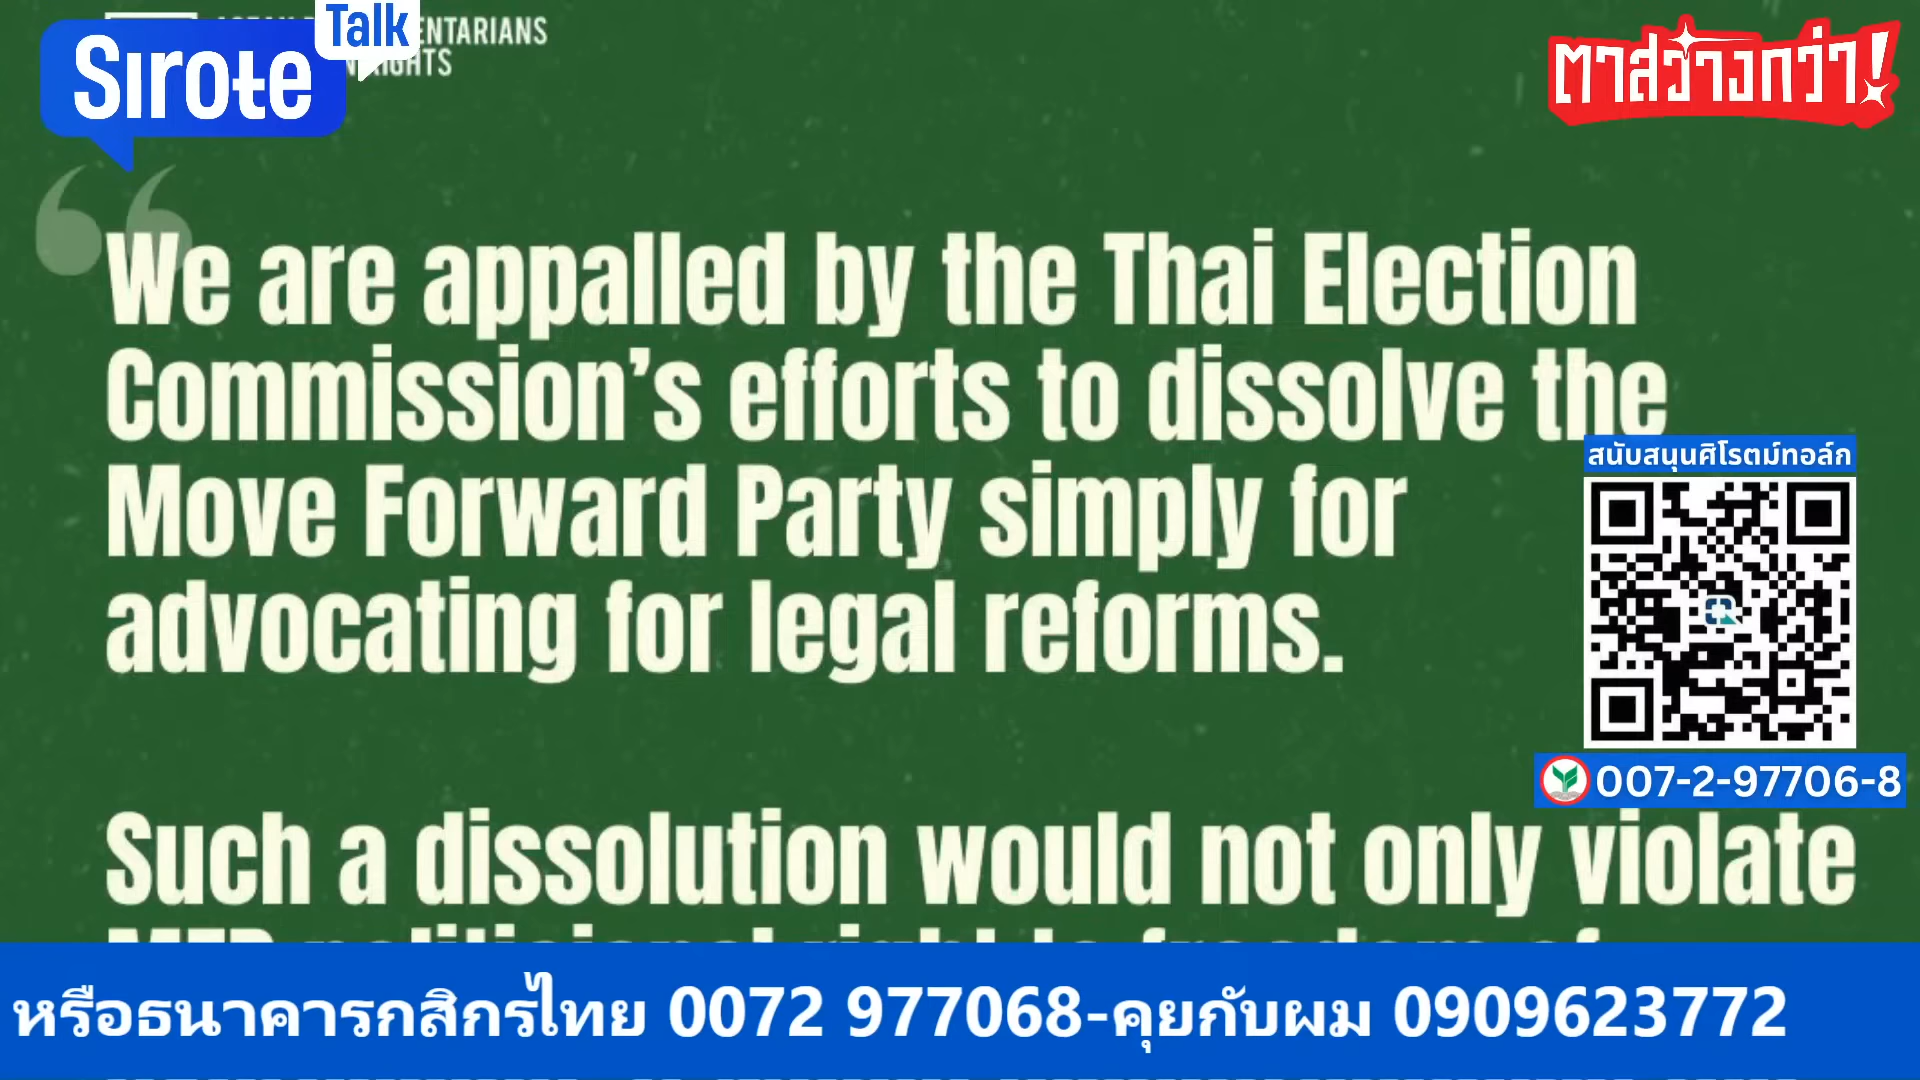 Sirote
Talk
ENTARIANS
RIGHTS
ตาสว่างกว่า!
We are appalled by the Thai Election
Commission’s efforts to dissolve the
Move Forward Party simply for
advocating for legal reforms.
สนับสนุนศิโรตม์ทอล์ก
007-2-97706-8
Such a dissolution would not only violate
หรือธนาคารกสิกรไทย 0072 977068-คุยกับผม 0909623772